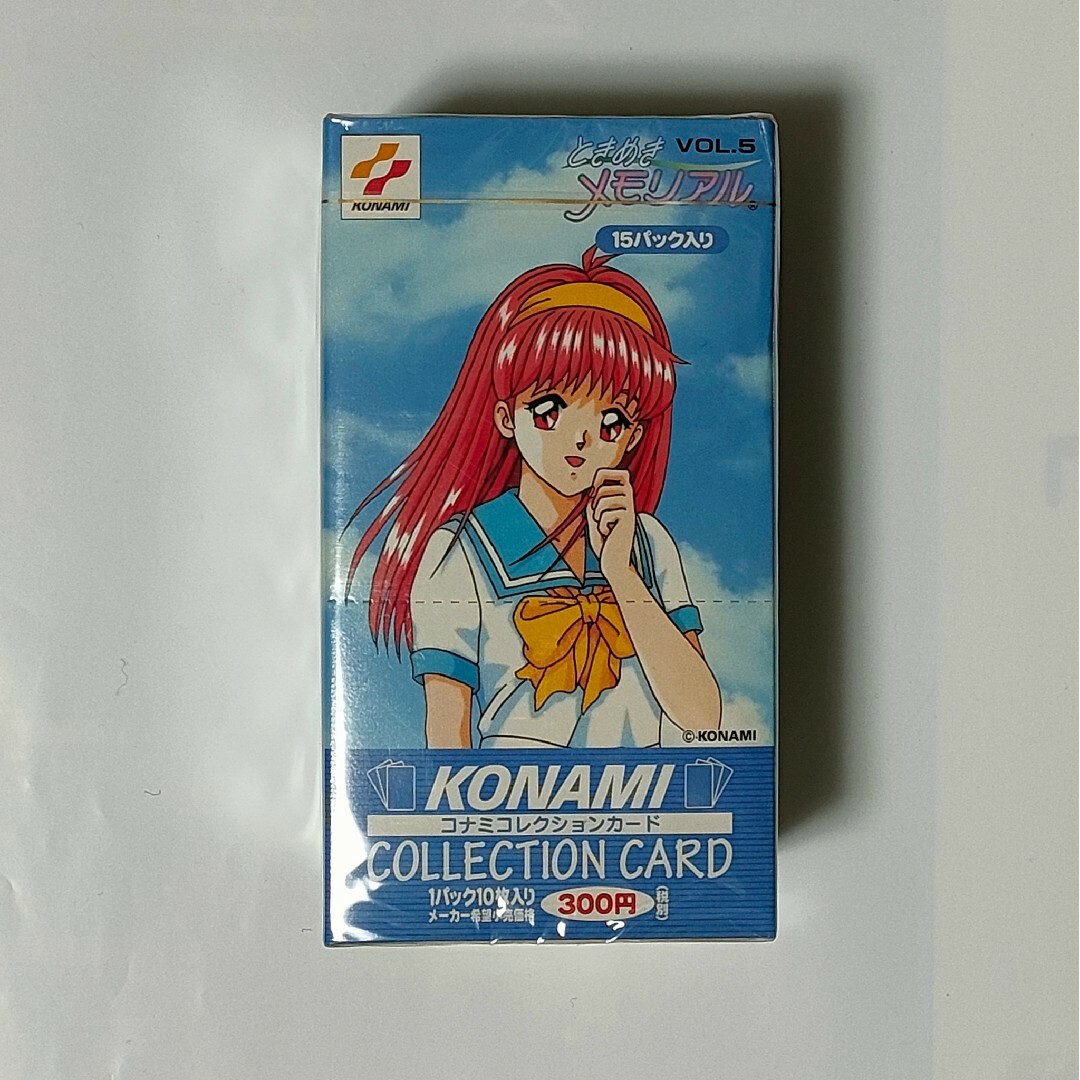 KONAMI
ときめき VOL.5
メモリアル
15パック入り
©KONAMI
KONAMI
コナミコレクションカード
COLLECTION CARD
1パック10枚入り
メーカー希望小売価格 300円 (税別)